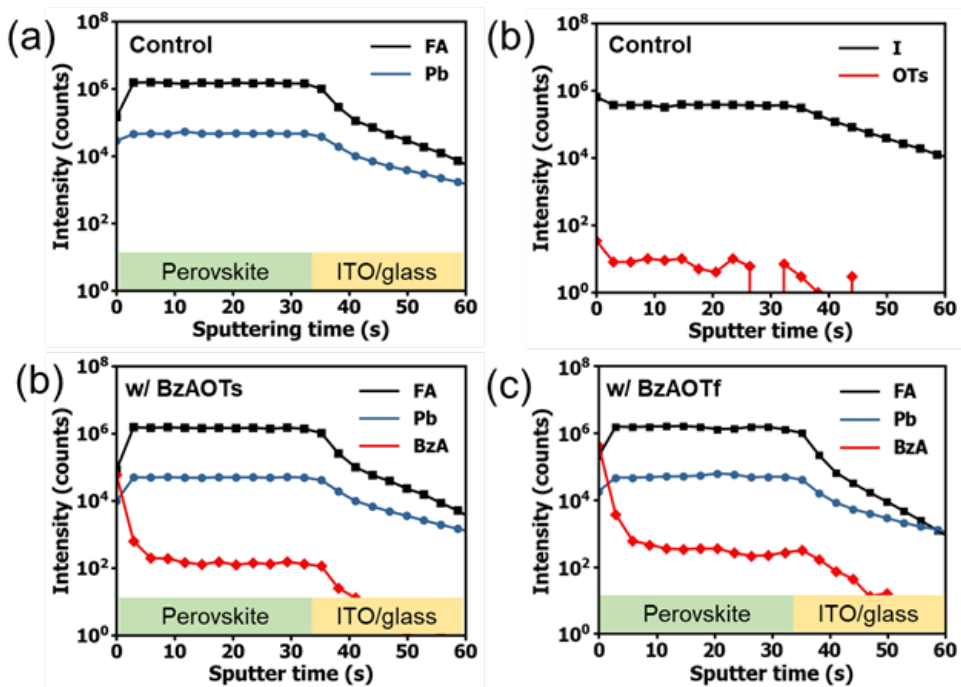 (a)
Control
FA
Pb
Intensity (counts)
10^8
10^6
10^4
10^2
10^0
Perovskite
ITO/glass
0 10 20 30 40 50 60
Sputtering time (s)
(b)
Control
I
OTs
Intensity (counts)
10^8
10^6
10^4
10^2
10^0
0 10 20 30 40 50 60
Sputter time (s)
(b)
w/ BzAOTs
FA
Pb
BzA
Intensity (counts)
10^8
10^6
10^4
10^2
10^0
Perovskite
ITO/glass
0 10 20 30 40 50 60
Sputter time (s)
(c)
w/ BzAOTf
FA
Pb
BzA
Intensity (counts)
10^8
10^6
10^4
10^2
10^0
Perovskite
ITO/glass
0 10 20 30 40 50 60
Sputter time (s)